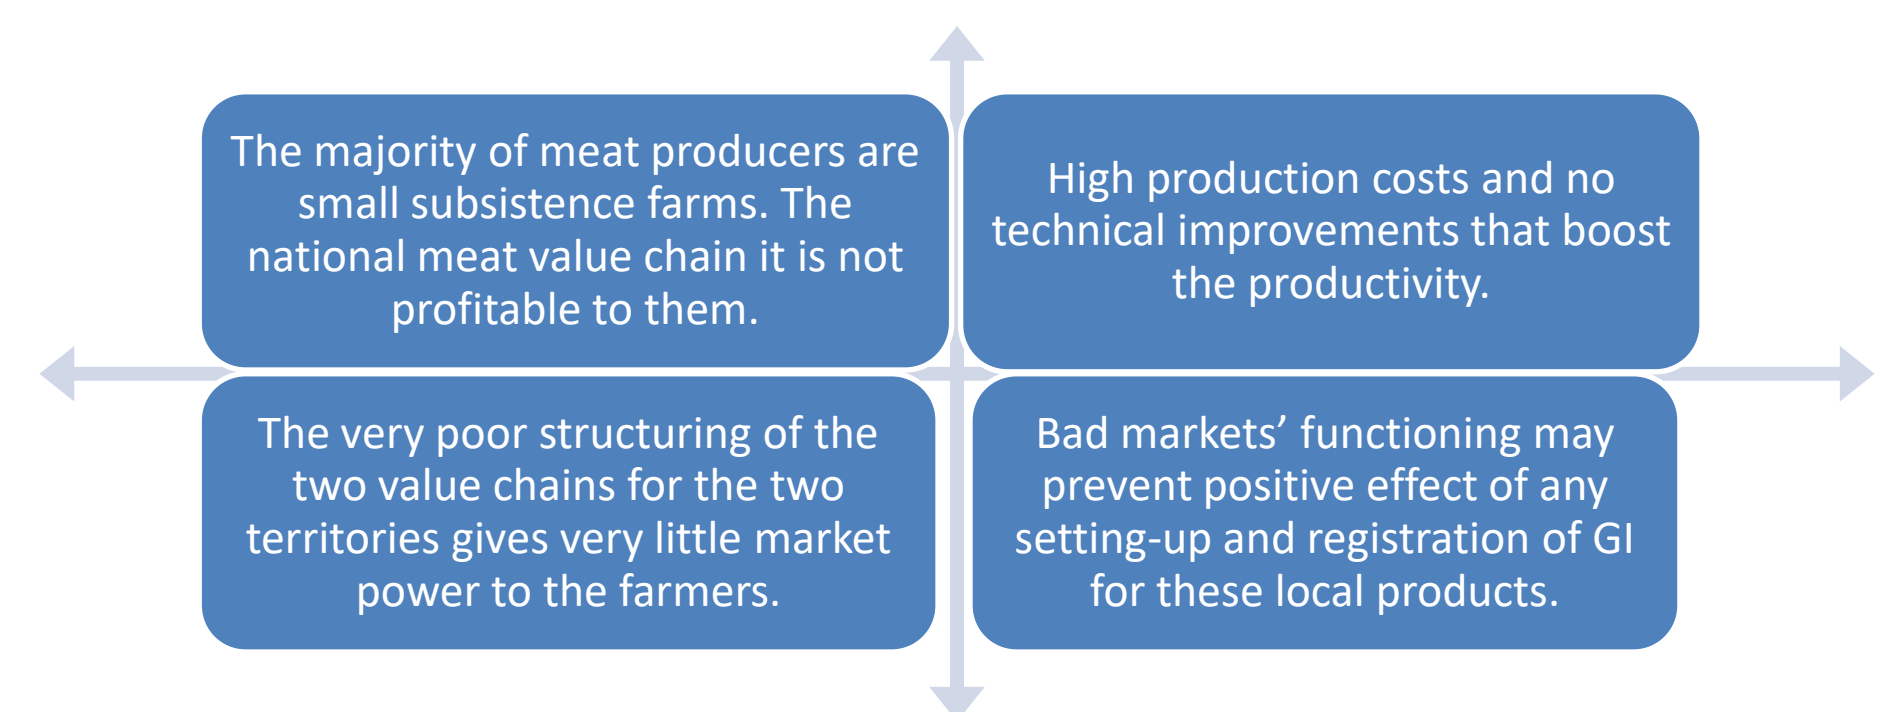 The majority of meat producers are
small subsistence farms. The
national meat value chain it is not
profitable to them.
High production costs and no
technical improvements that boost
the productivity.
The very poor structuring of the
two value chains for the two
territories gives very little market
power to the farmers.
Bad markets’ functioning may
prevent positive effect of any
setting-up and registration of GI
for these local products.